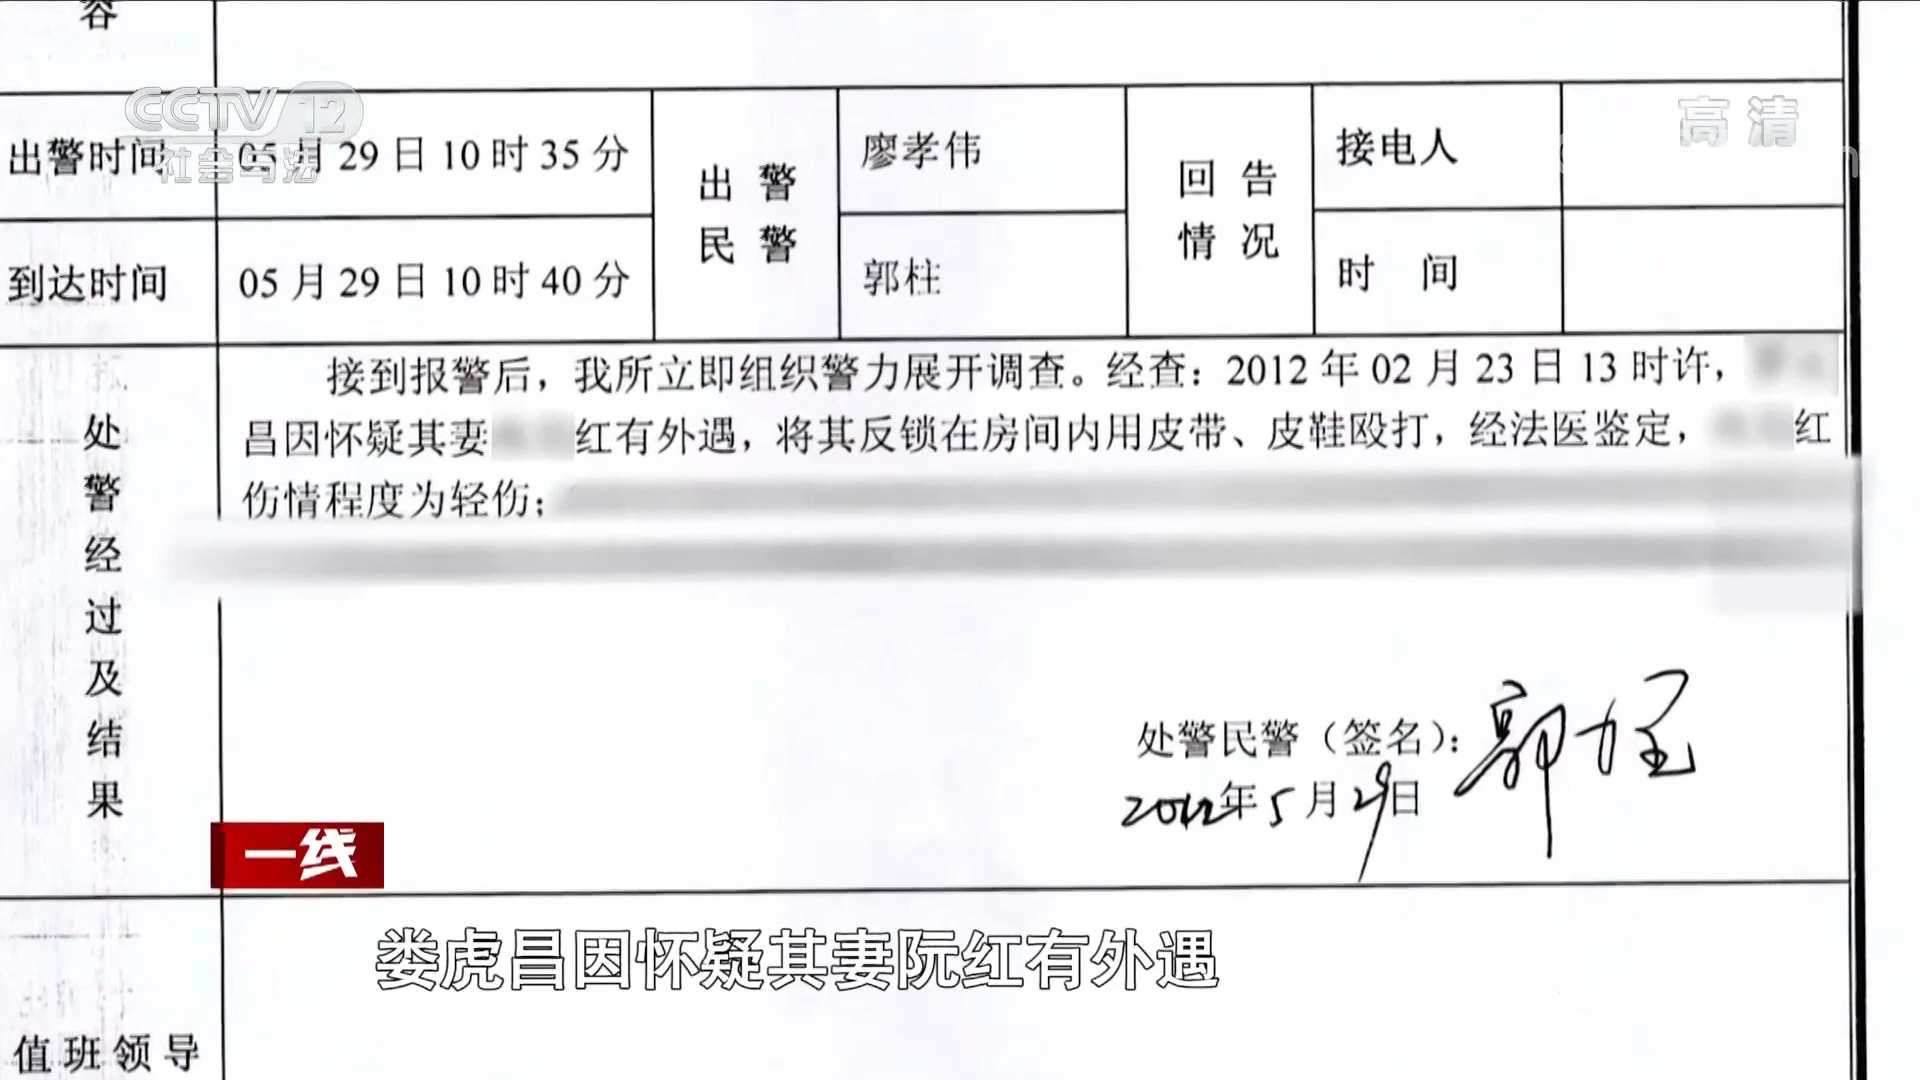 容
CCTV 12
社会与法
高清
出警时间
05月29日10时35分
出警
民警
廖孝伟
回告
情况
接电人
到达时间
05月29日10时40分
郭柱
时 间
处警经过及结果
接到报警后，我所立即组织警力展开调查。经查：2012年02月23日13时许，
昌因怀疑其妻 红有外遇，将其反锁在房间内用皮带、皮鞋殴打，经法医鉴定， 红
伤情程度为轻伤；
处警民警（签名）：郭柱
2012年5月29日
一线
娄虎昌因怀疑其妻阮红有外遇
值班领导